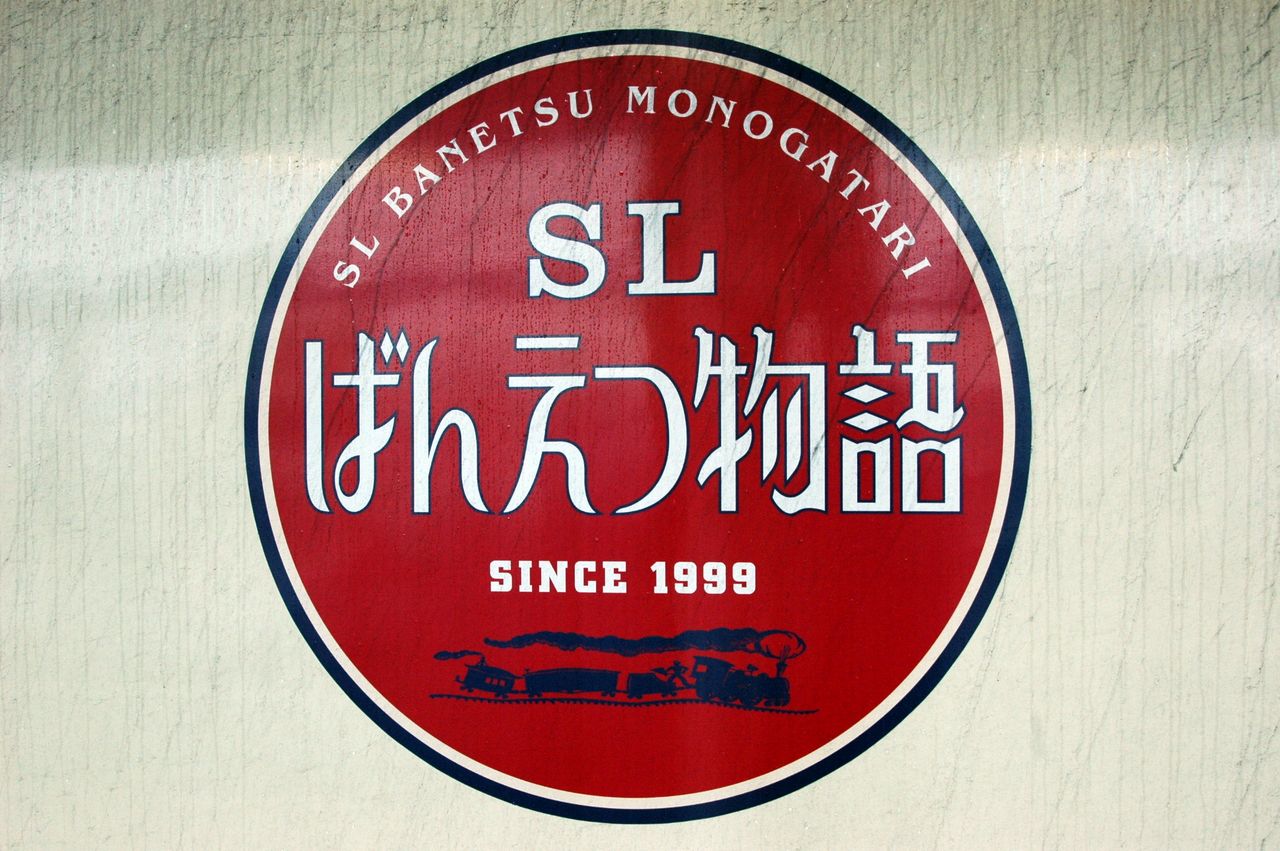 SL BANETSU MONOGATARI
SL
ばんえつ物語
SINCE 1999